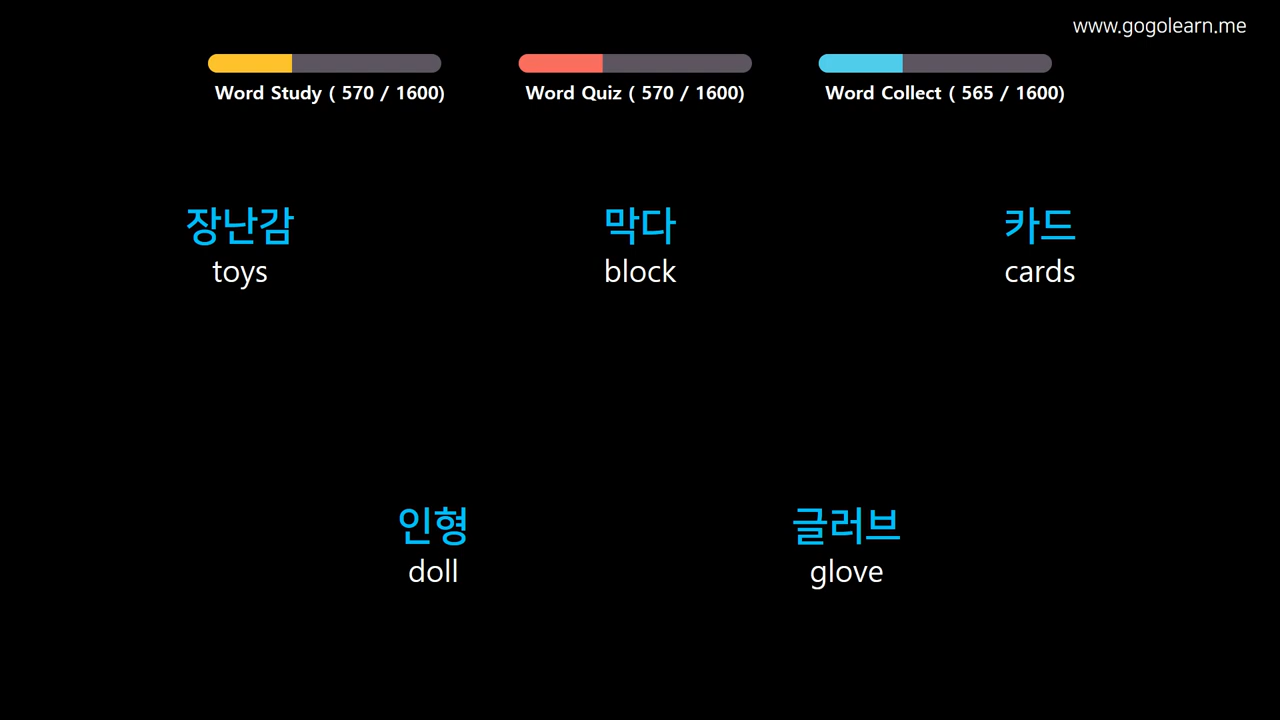 www.gogolearn.me
Word Study ( 570 / 1600)
Word Quiz ( 570 / 1600)
Word Collect ( 565 / 1600)
장난감
toys
막다
block
카드
cards
인형
doll
글러브
glove